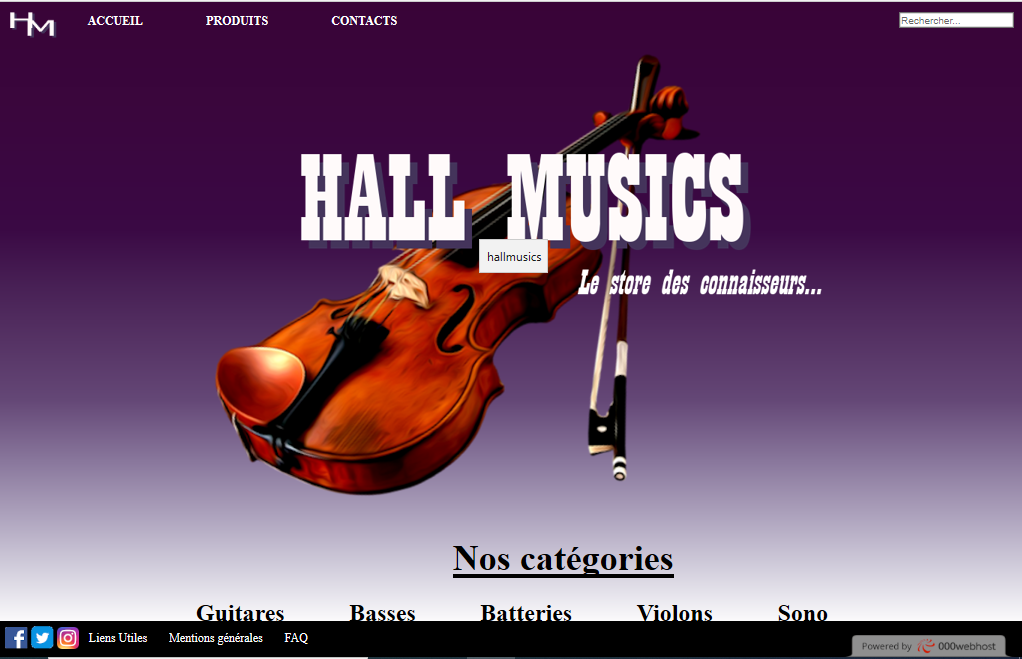 HM ACCUEIL PRODUITS CONTACTS Rechercher...
HALL MUSICS
hallmusics
Le store des connaisseurs...
Nos catégories
Guitares Basses Batteries Violons Sono
Liens Utiles Mentions générales FAQ
Powered by 000webhost